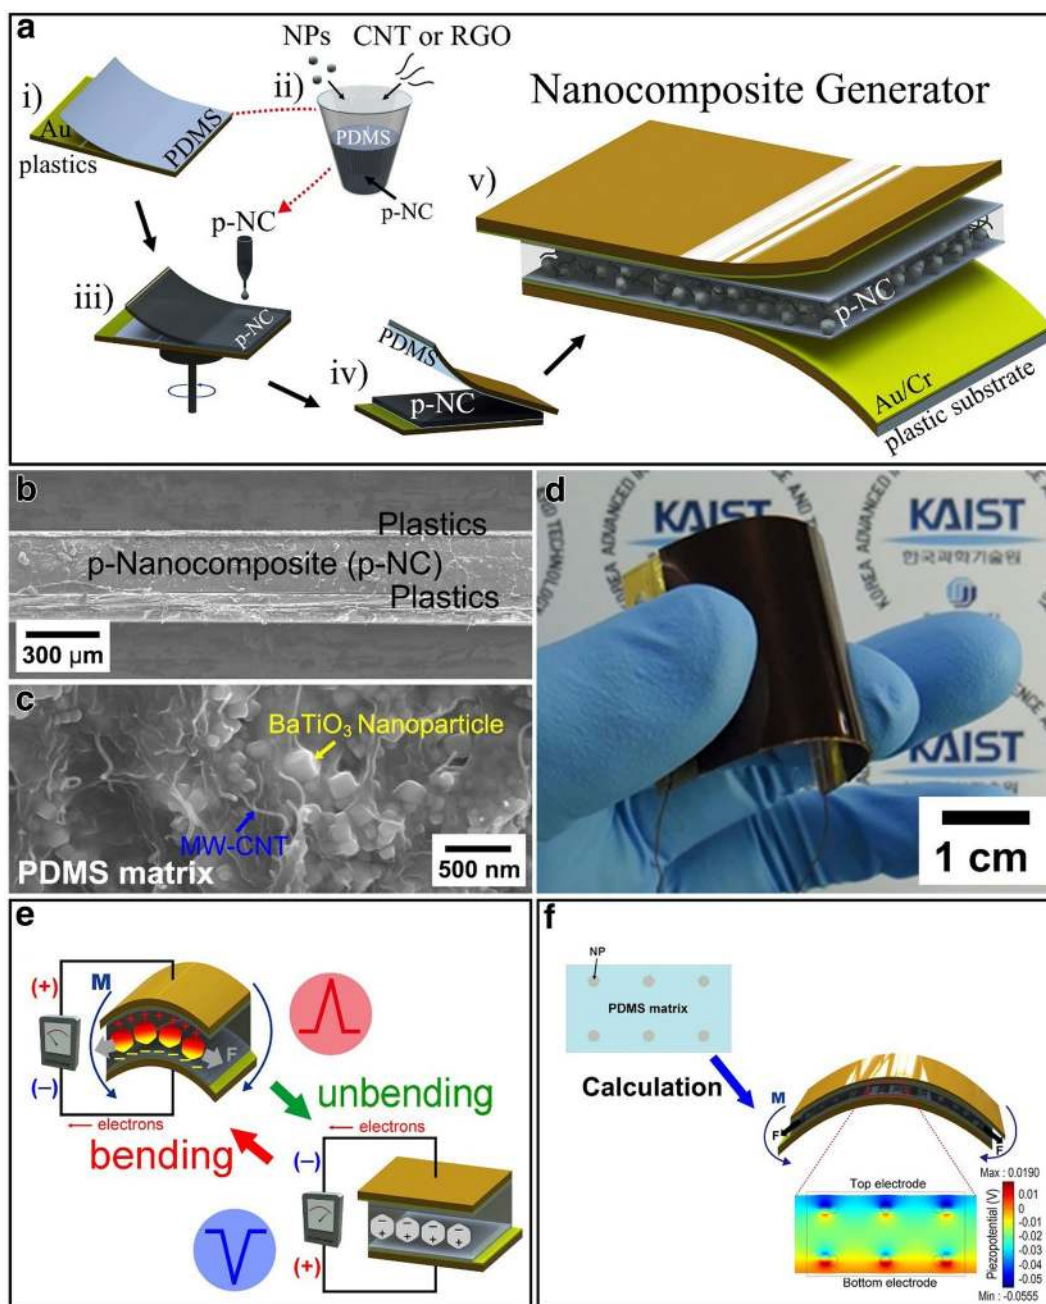 a
NPs CNT or RGO
i)
Au
plastics
PDMS
ii)
PDMS
p-NC
Nanocomposite Generator
p-NC
iii)
p-NC
iv)
PDMS
p-NC
v)
p-NC
Au/Cr
plastic substrate
b
Plastics
p-Nanocomposite (p-NC)
Plastics
300 μm
c
BaTiO3 Nanoparticle
MW-CNT
PDMS matrix
500 nm
d
KAIST
한국과학기술원
KOREA ADVANCED
TECHNOLOGY
KAIST
KAIST
1 cm
e
(+)
M
F
(−)
electrons
unbending
bending
electrons
(−)
(+)
f
NP
PDMS matrix
Calculation
M
F
F
Max : 0.0190
Top electrode
0.01
0
-0.01
-0.02
-0.03
-0.04
-0.05
Piezopotential (V)
Bottom electrode
Min : -0.0555